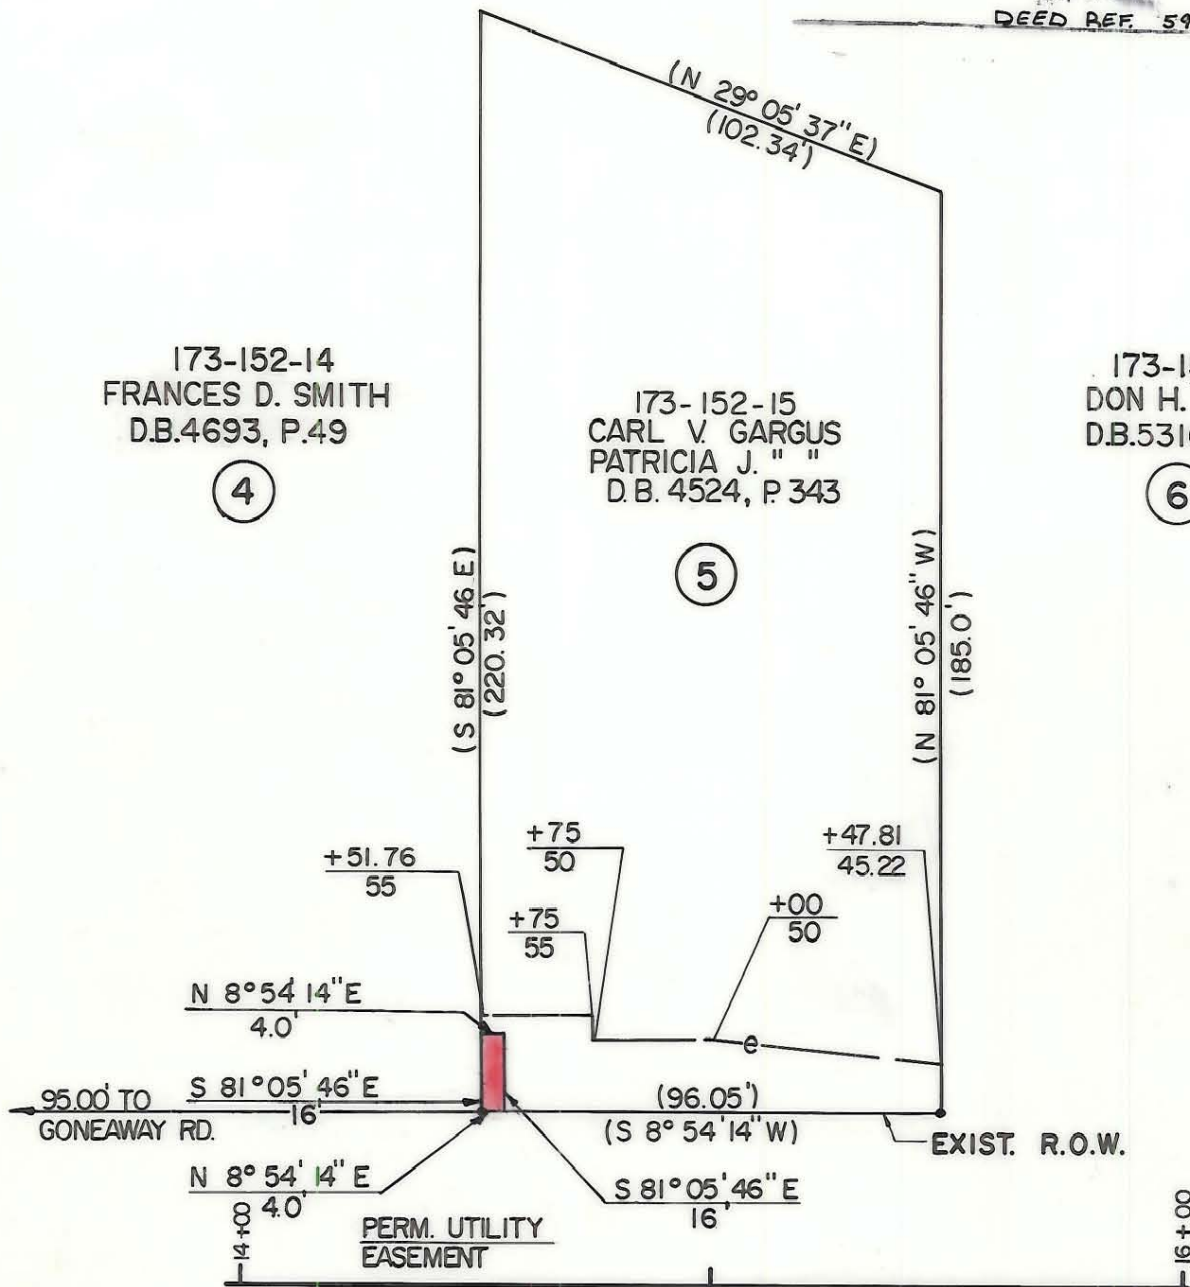 DEED REF. 59
(N 29° 05' 37" E)
(102.34')
173-152-14
FRANCES D. SMITH
D.B.4693, P.49
4
173-152-15
CARL V. GARGUS
PATRICIA J. " "
D.B. 4524, P. 343
5
173-1
DON H.
D.B.531
6
(S 81° 05' 46 E)
(220.32')
(N 81° 05' 46" W)
(185.0')
+51.76
55
+75
50
+75
55
+00
50
+47.81
45.22
N 8° 54' 14" E
4.0'
S 81° 05' 46" E
16'
95.00' TO
GONEAWAY RD.
(96.05')
(S 8° 54' 14" W)
EXIST. R.O.W.
N 8° 54' 14" E
4.0'
S 81° 05' 46" E
16'
PERM. UTILITY
EASEMENT
e
14+00
16+00